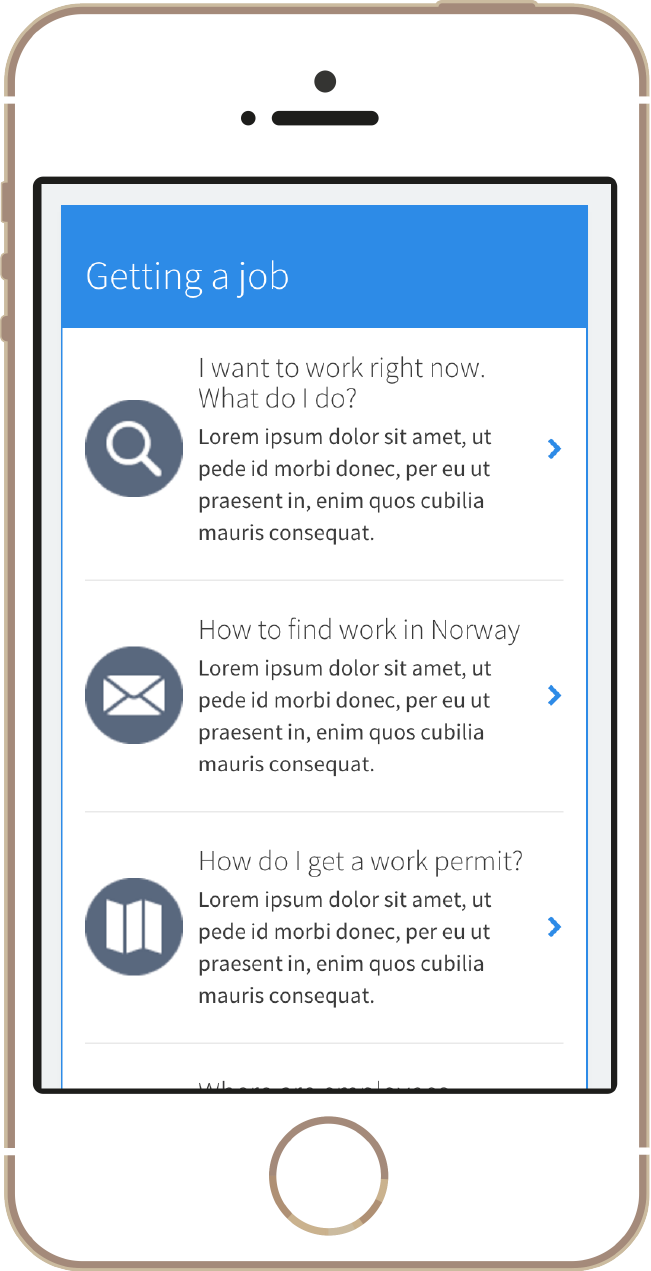 Getting a job
I want to work right now.
What do I do?
Lorem ipsum dolor sit amet, ut
pede id morbi donec, per eu ut
praesent in, enim quos cubilia
mauris consequat.
How to find work in Norway
Lorem ipsum dolor sit amet, ut
pede id morbi donec, per eu ut
praesent in, enim quos cubilia
mauris consequat.
How do I get a work permit?
Lorem ipsum dolor sit amet, ut
pede id morbi donec, per eu ut
praesent in, enim quos cubilia
mauris consequat.
Where are employees